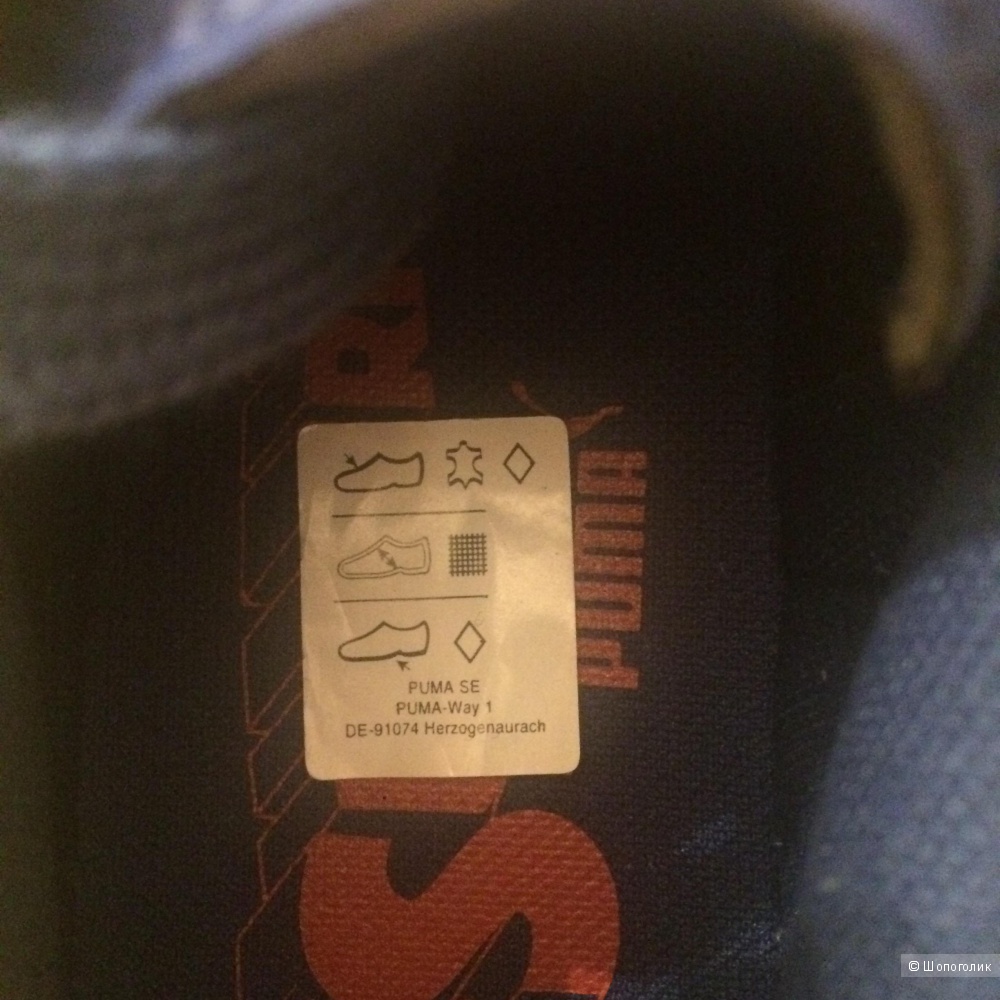 R
PUMA
PUMA SE
PUMA-Way 1
DE-91074 Herzogenaurach
S
© Шопоголик